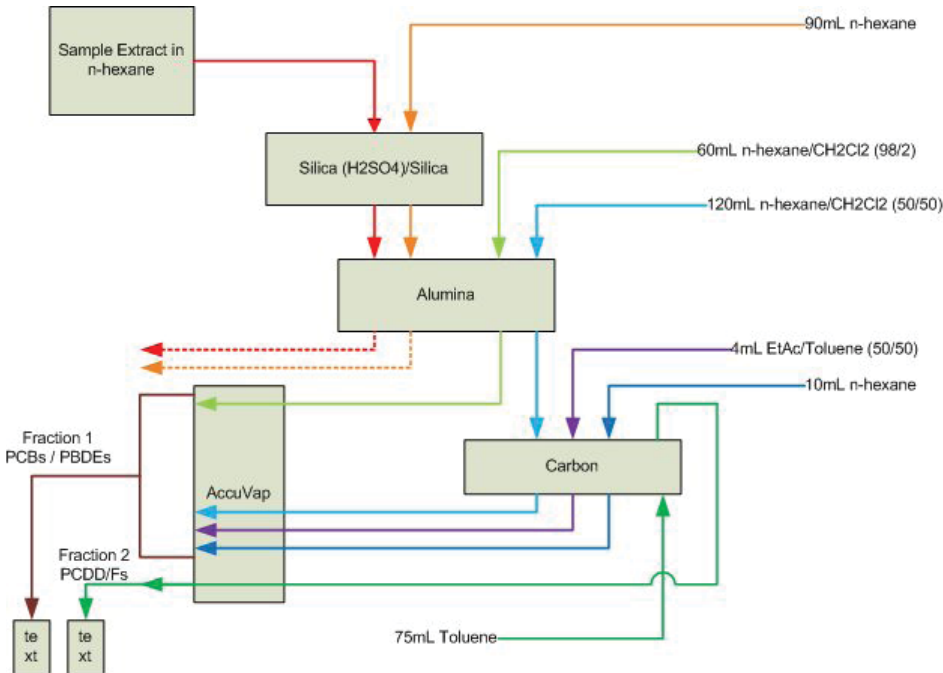 Sample Extract in
n-hexane
90mL n-hexane
Silica (H2SO4)/Silica
60mL n-hexane/CH2Cl2 (98/2)
120mL n-hexane/CH2Cl2 (50/50)
Alumina
4mL EtAc/Toluene (50/50)
10mL n-hexane
Fraction 1
PCBs / PBDEs
Carbon
AccuVap
Fraction 2
PCDD/Fs
75mL Toluene
te
xt
te
xt